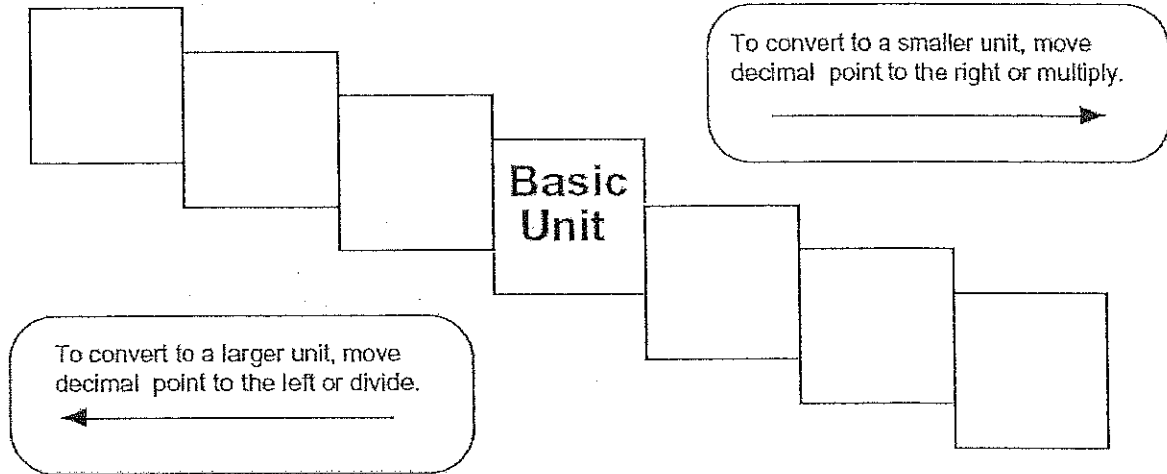 To convert to a smaller unit, move
decimal point to the right or multiply.
Basic
Unit
To convert to a larger unit, move
decimal point to the left or divide.